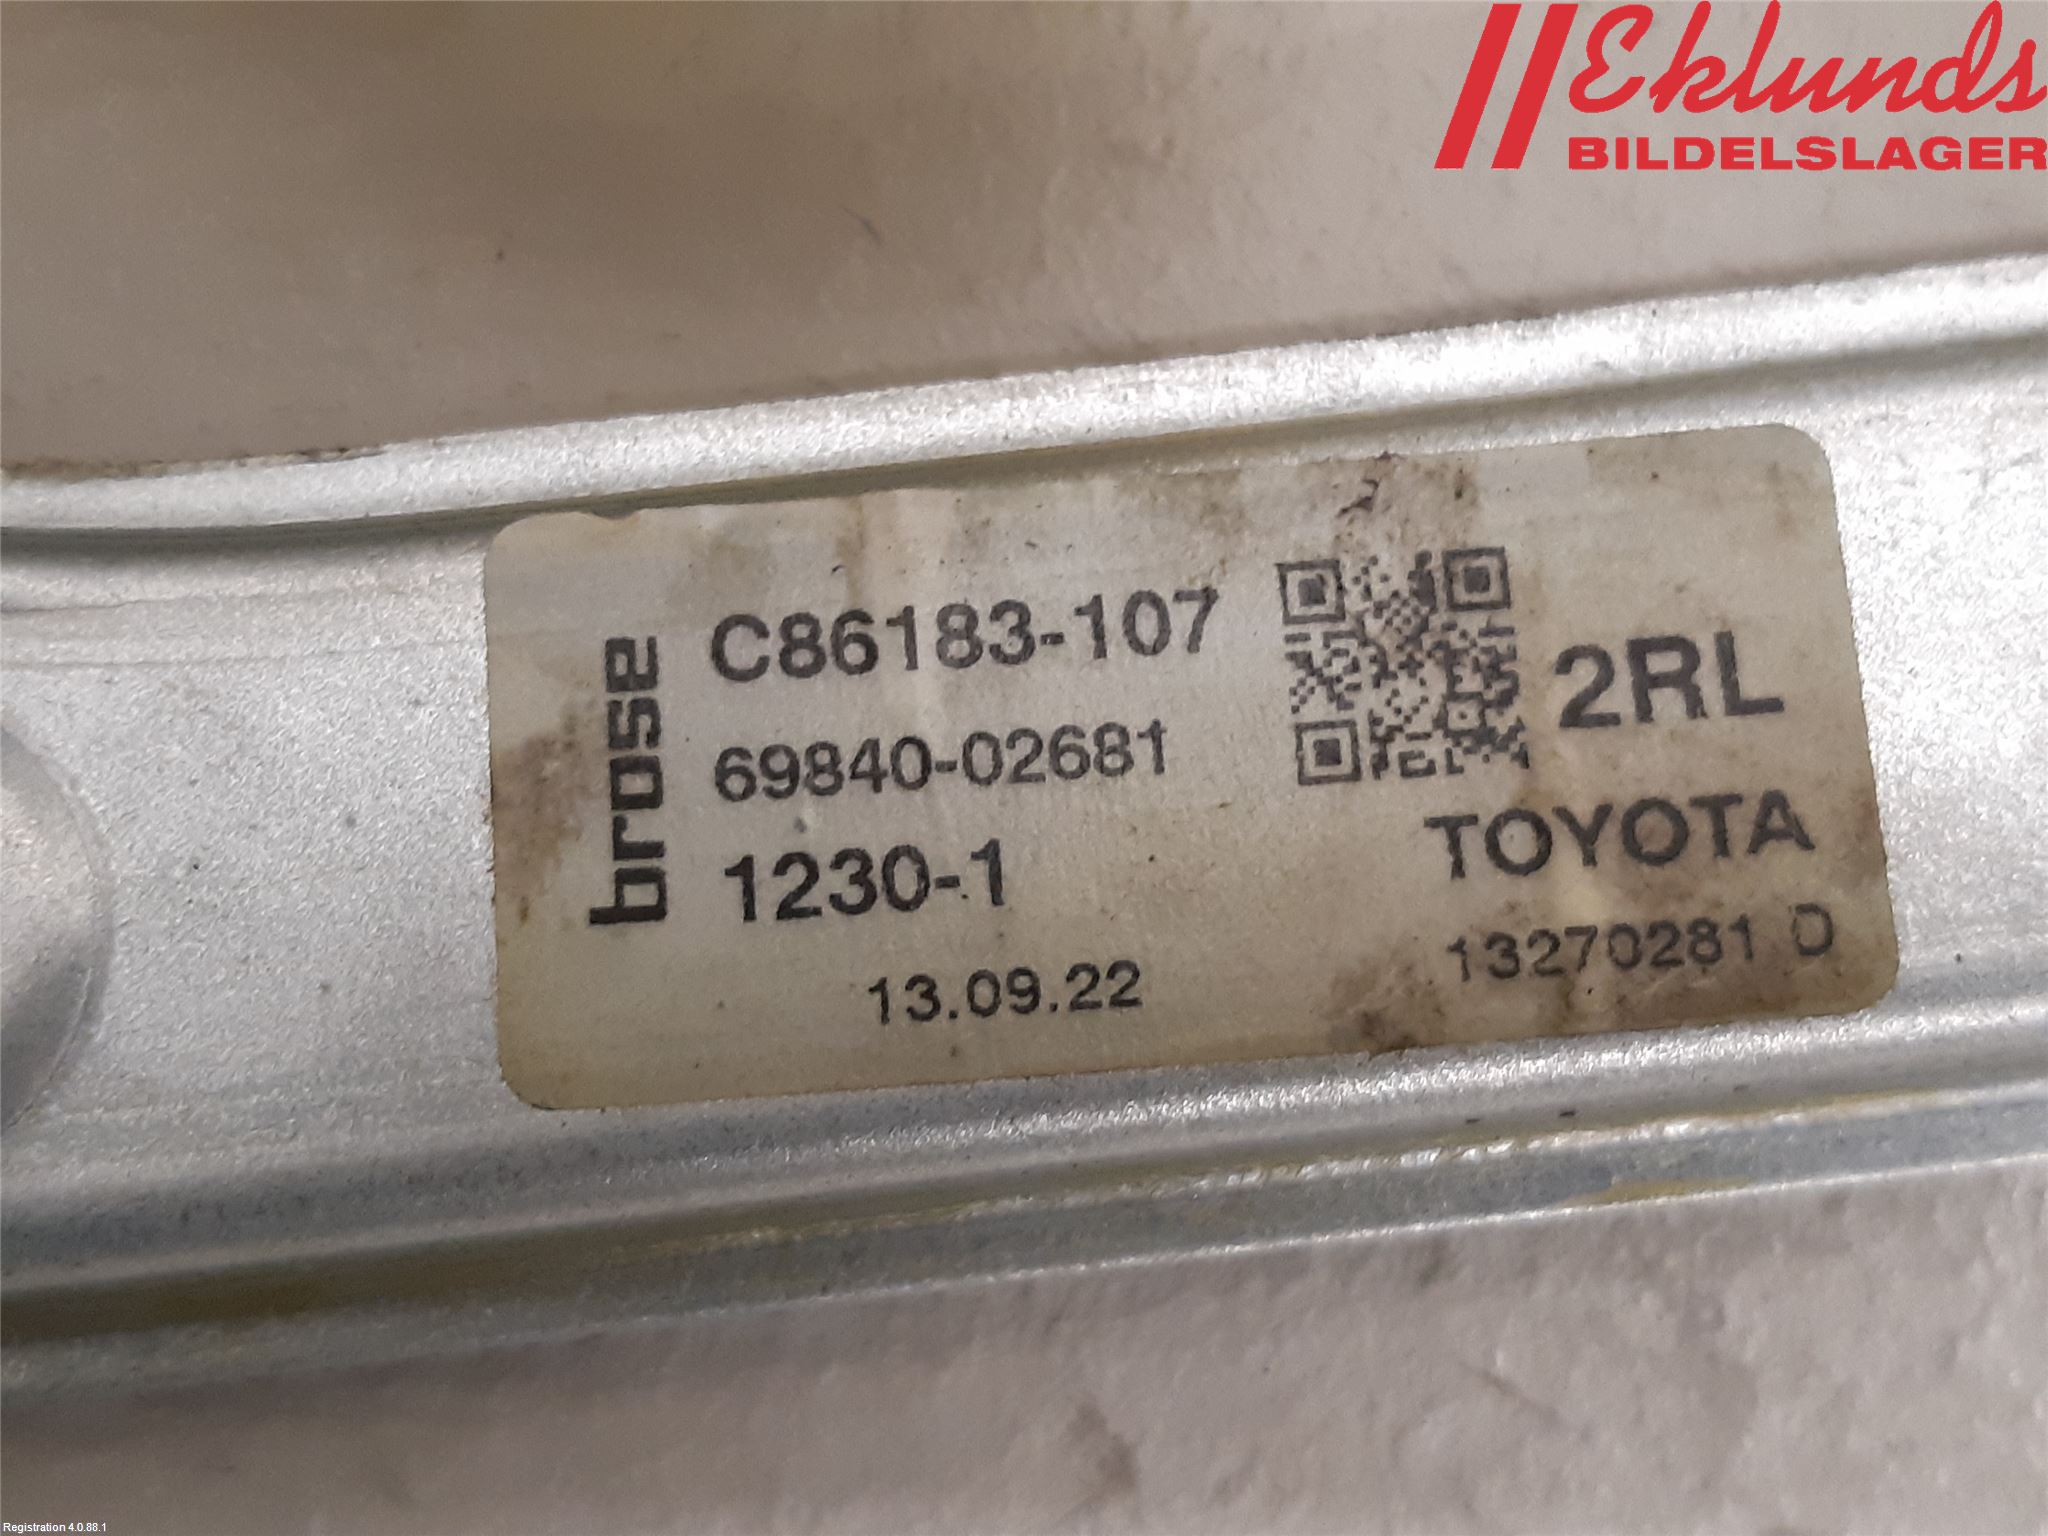 Eklunds
BILDELSLAGER
brose
C86183-107
69840-02681
1230-1
13.09.22
2RL
TOYOTA
13270281 D
Registration 4.0.88.1